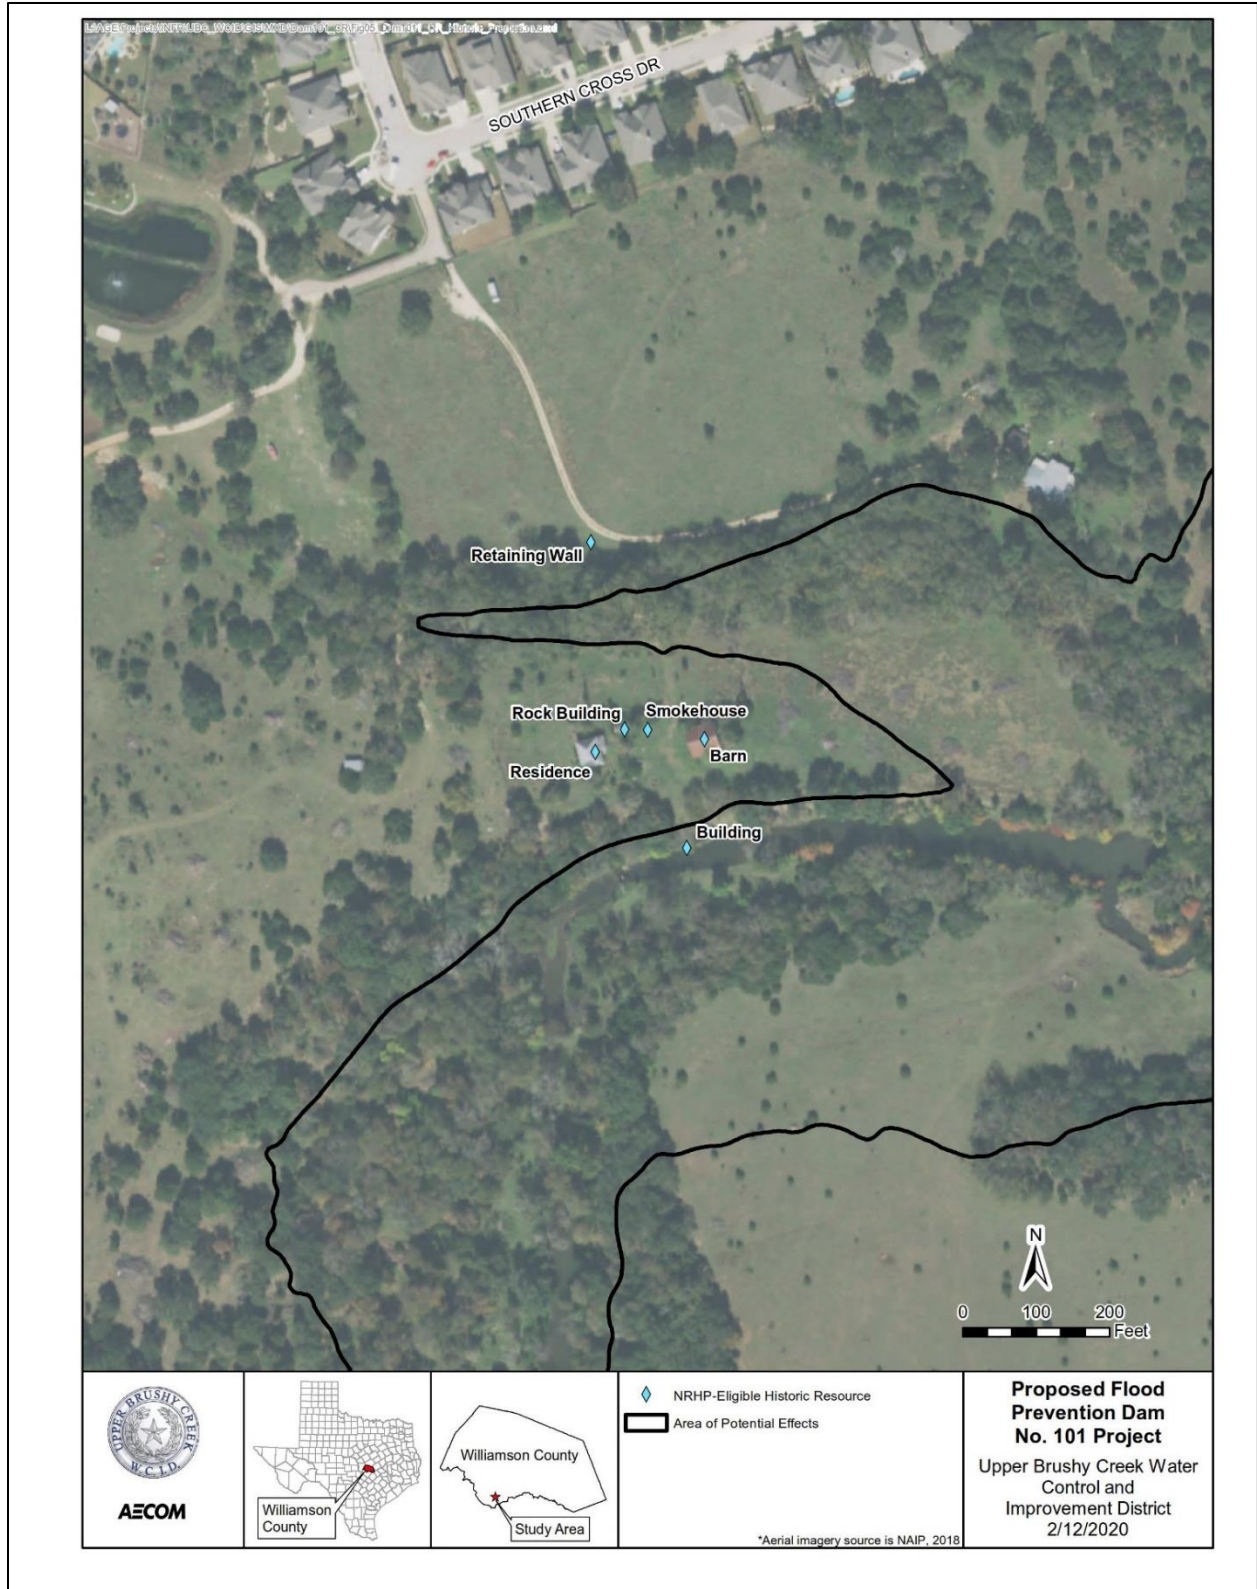 SOUTHERN CROSS DR
Retaining Wall
Rock Building
Smokehouse
Residence
Barn
Building
N
0 100 200
Feet
UPPER BRUSHY CREEK
W.C.I.D.
AECOM
Williamson
County
Williamson County
Study Area
NRHP-Eligible Historic Resource
Area of Potential Effects
*Aerial imagery source is NAIP, 2018
Proposed Flood
Prevention Dam
No. 101 Project
Upper Brushy Creek Water
Control and
Improvement District
2/12/2020